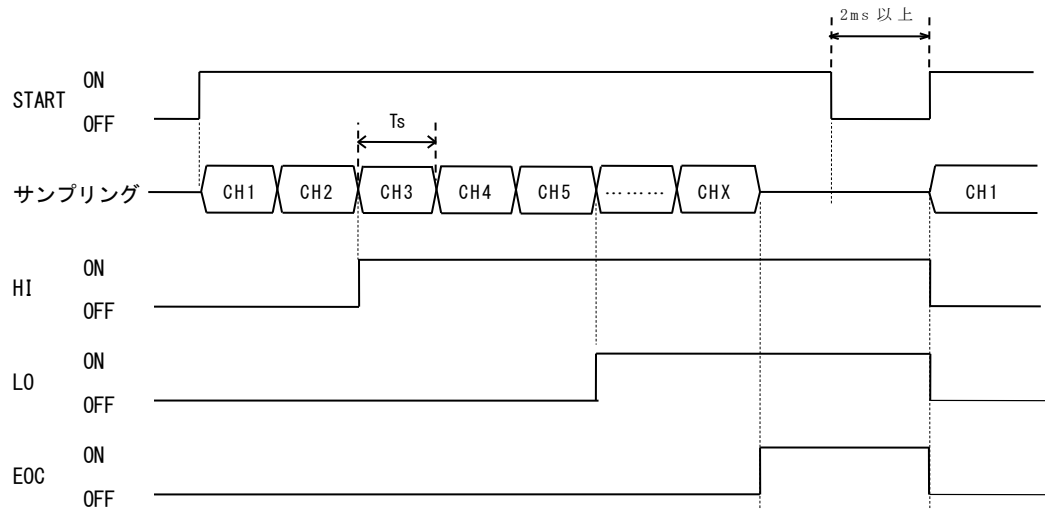 2ms 以上
ON
START
OFF
Ts
サンプリング CH1 CH2 CH3 CH4 CH5 ……… CHX CH1
ON
HI
OFF
ON
LO
OFF
ON
EOC
OFF